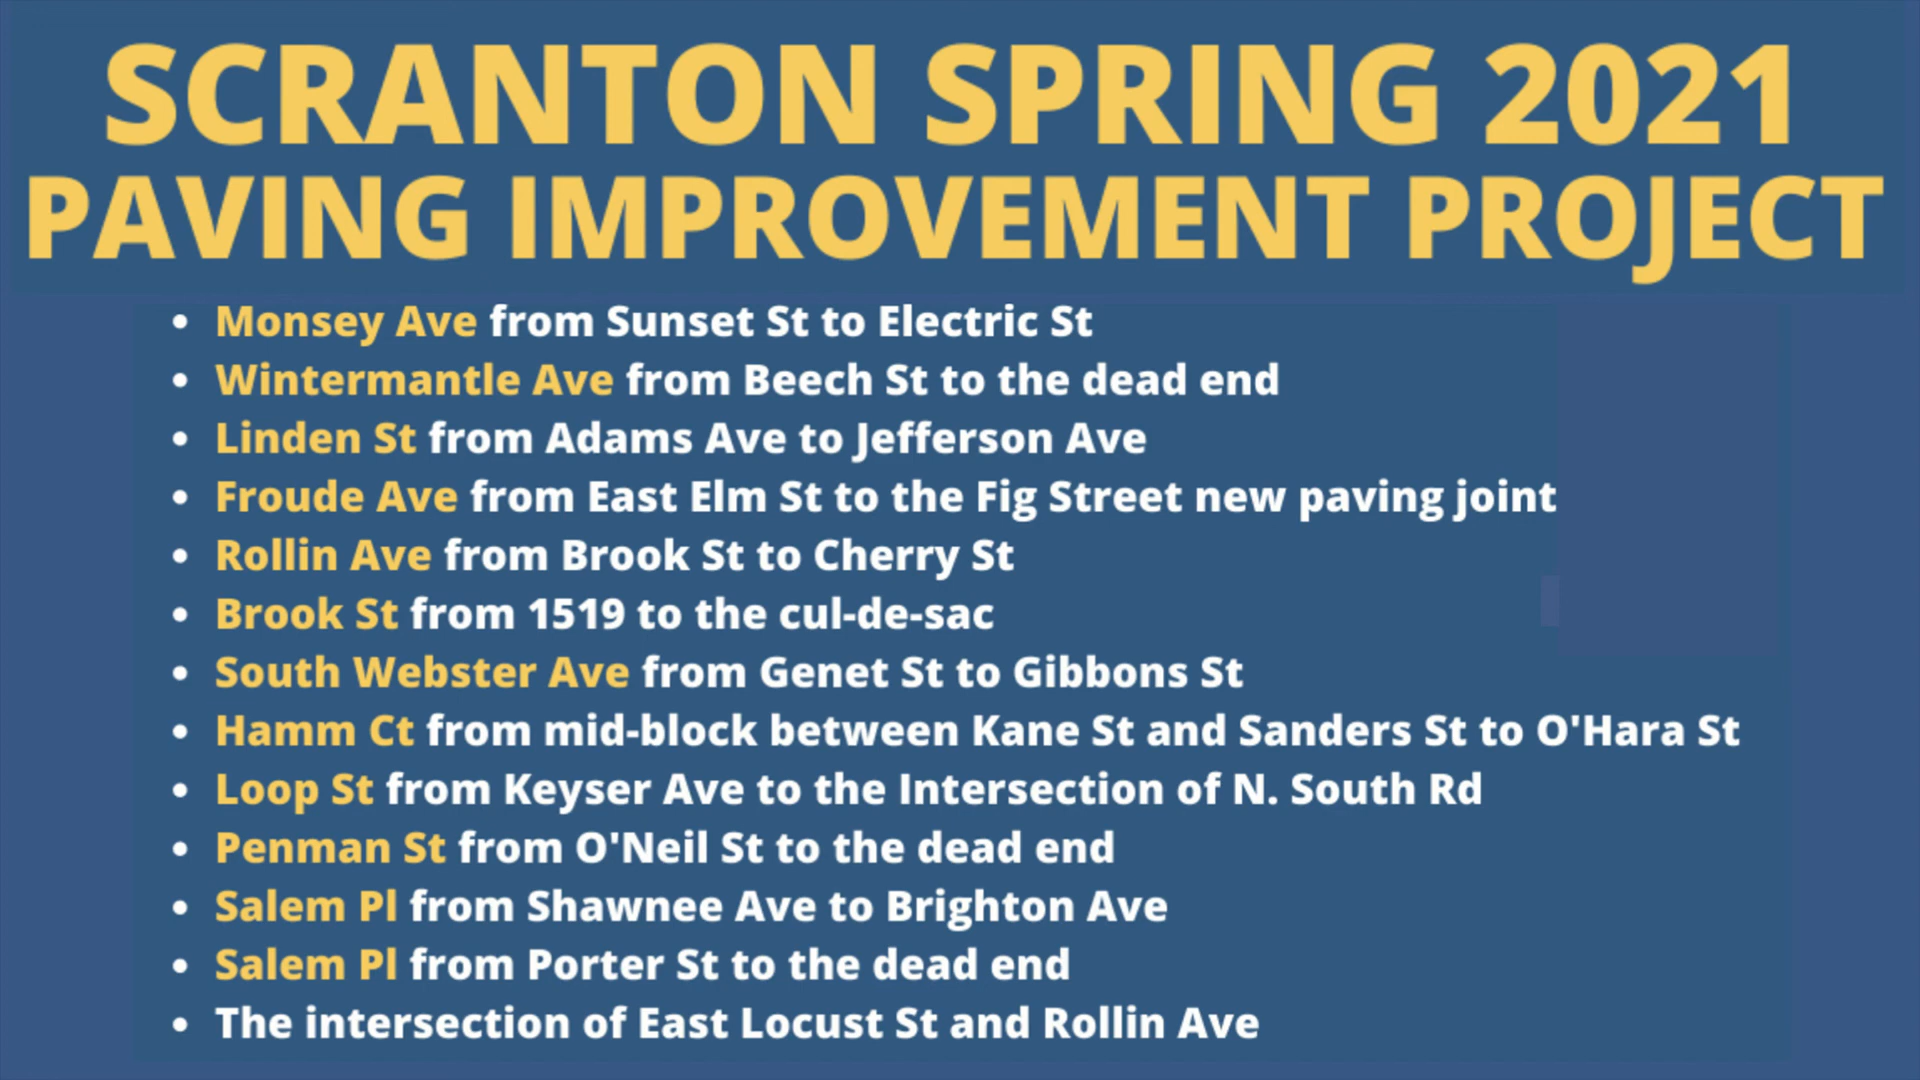 SCRANTON SPRING 2021
PAVING IMPROVEMENT PROJECT
• Monsey Ave from Sunset St to Electric St
• Wintermantle Ave from Beech St to the dead end
• Linden St from Adams Ave to Jefferson Ave
• Froude Ave from East Elm St to the Fig Street new paving joint
• Rollin Ave from Brook St to Cherry St
• Brook St from 1519 to the cul-de-sac
• South Webster Ave from Genet St to Gibbons St
• Hamm Ct from mid-block between Kane St and Sanders St to O'Hara St
• Loop St from Keyser Ave to the Intersection of N. South Rd
• Penman St from O'Neil St to the dead end
• Salem Pl from Shawnee Ave to Brighton Ave
• Salem Pl from Porter St to the dead end
• The intersection of East Locust St and Rollin Ave